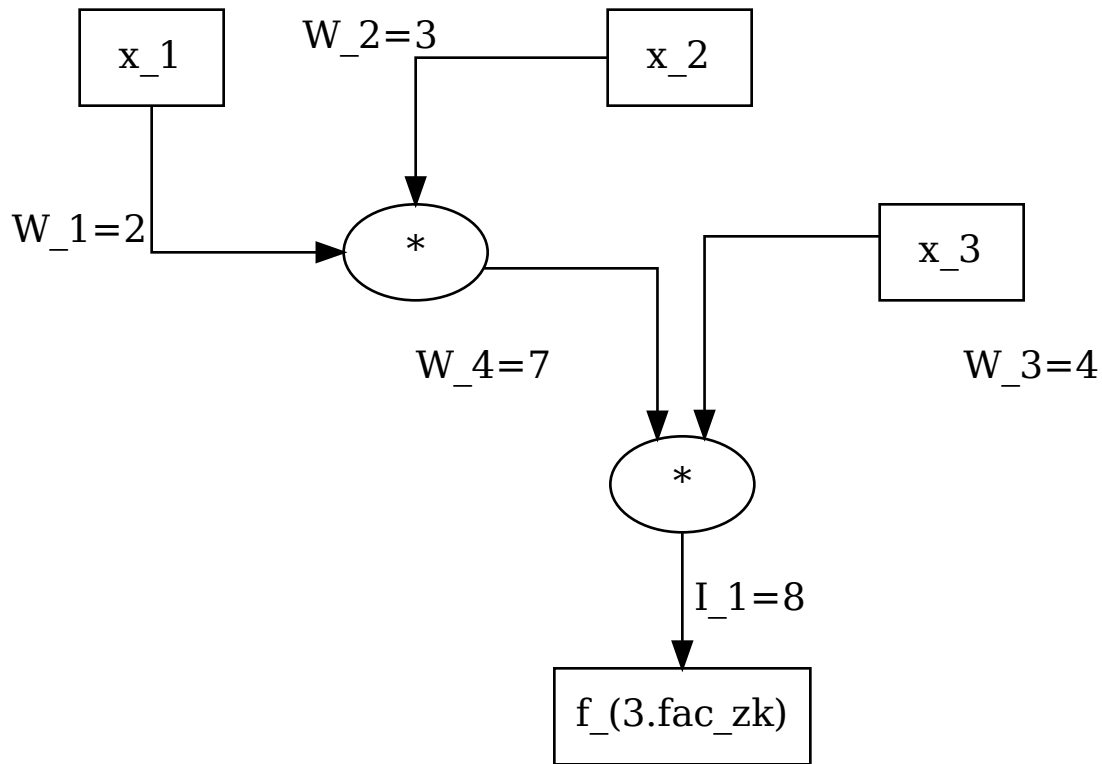 x_1
W_2=3
x_2
W_1=2
*
x_3
W_4=7
W_3=4
*
I_1=8
f_(3.fac_zk)